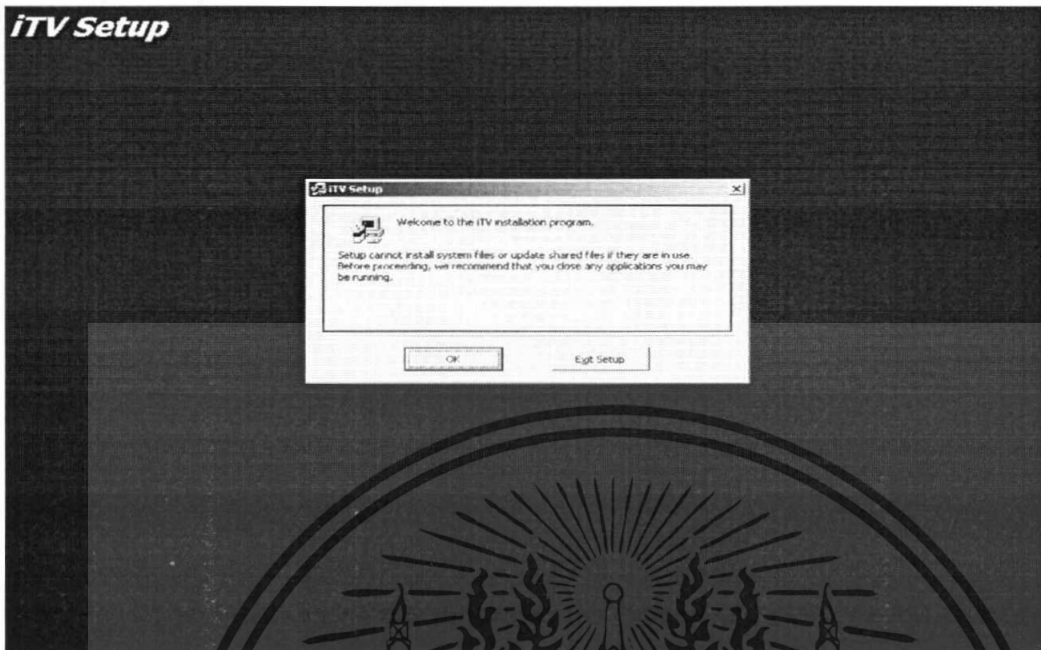 iTV Setup
iTV Setup
Welcome to the iTV installation program.
Setup cannot install system files or update shared files if they are in use.
Before proceeding, we recommend that you close any applications you may
be running.
OK
Exit Setup